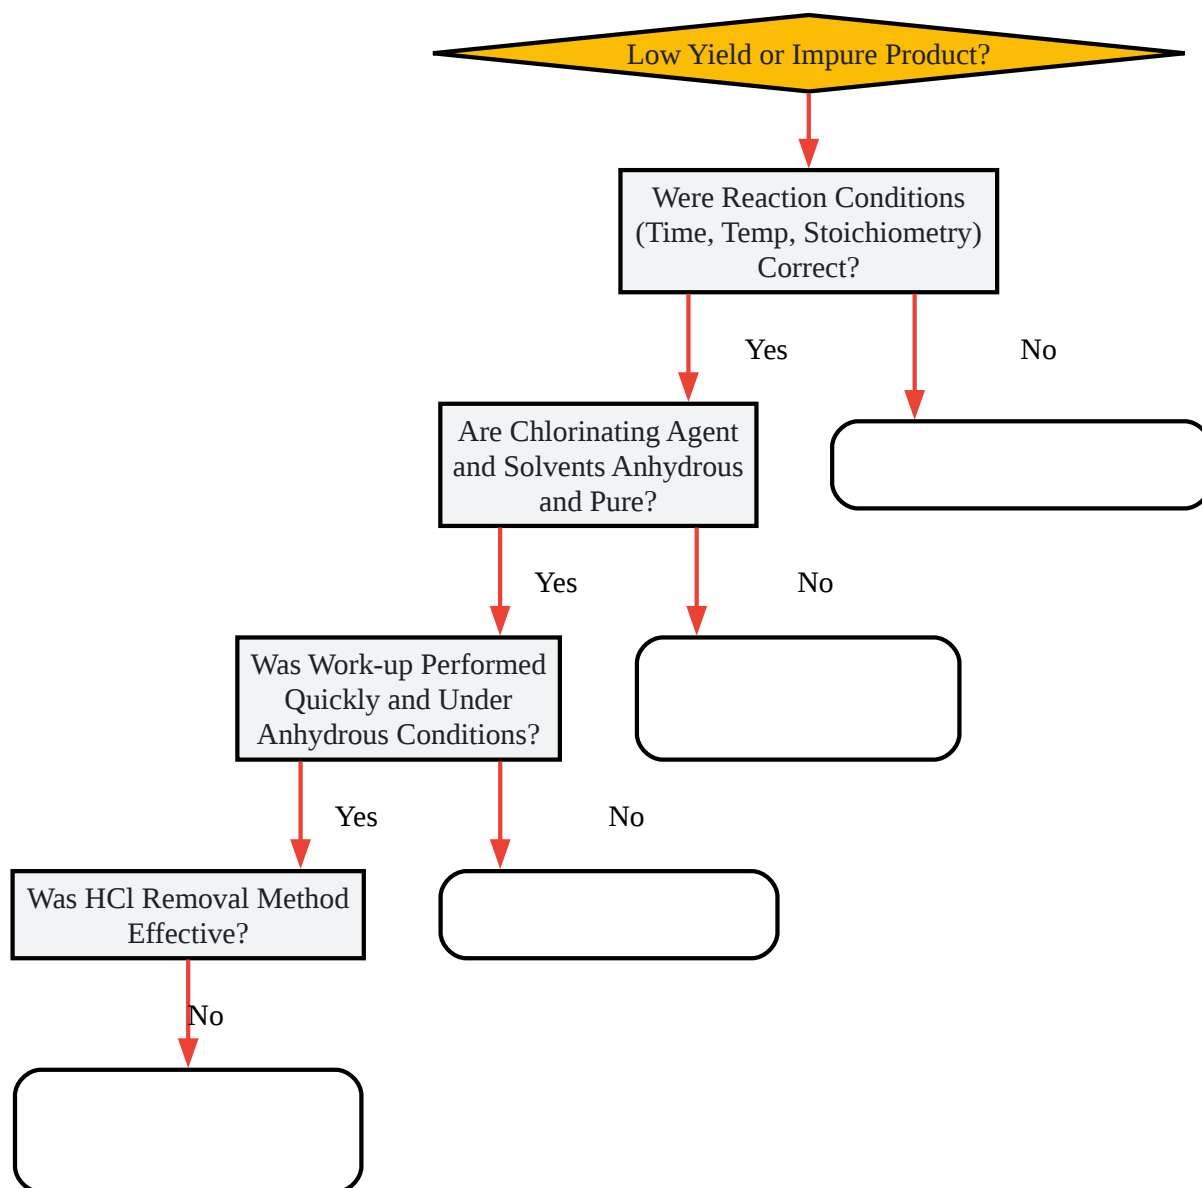 Low Yield or Impure Product?
Were Reaction Conditions
(Time, Temp, Stoichiometry)
Correct?
Yes
No
Are Chlorinating Agent
and Solvents Anhydrous
and Pure?
Yes
No
Was Work-up Performed
Quickly and Under
Anhydrous Conditions?
Yes
No
Was HCl Removal Method
Effective?
No